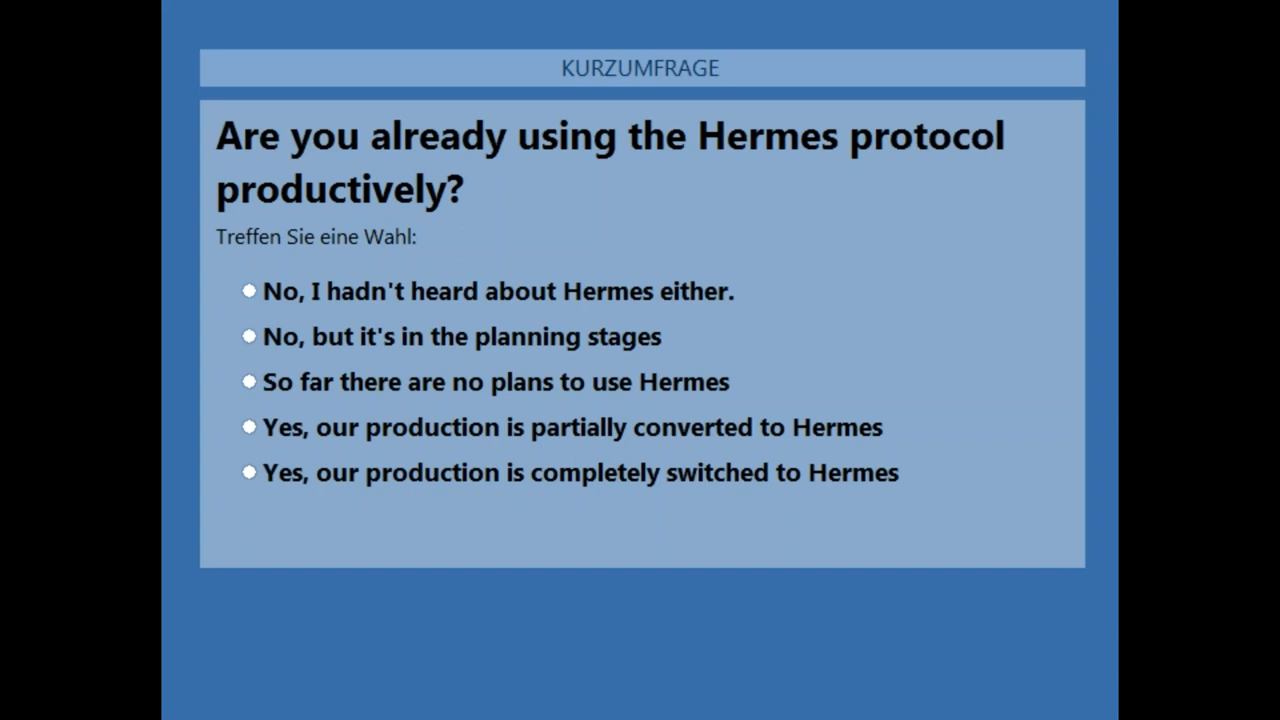 KURZUMFRAGE
Are you already using the Hermes protocol
productively?
Treffen Sie eine Wahl:
No, I hadn't heard about Hermes either.
No, but it's in the planning stages
So far there are no plans to use Hermes
Yes, our production is partially converted to Hermes
Yes, our production is completely switched to Hermes